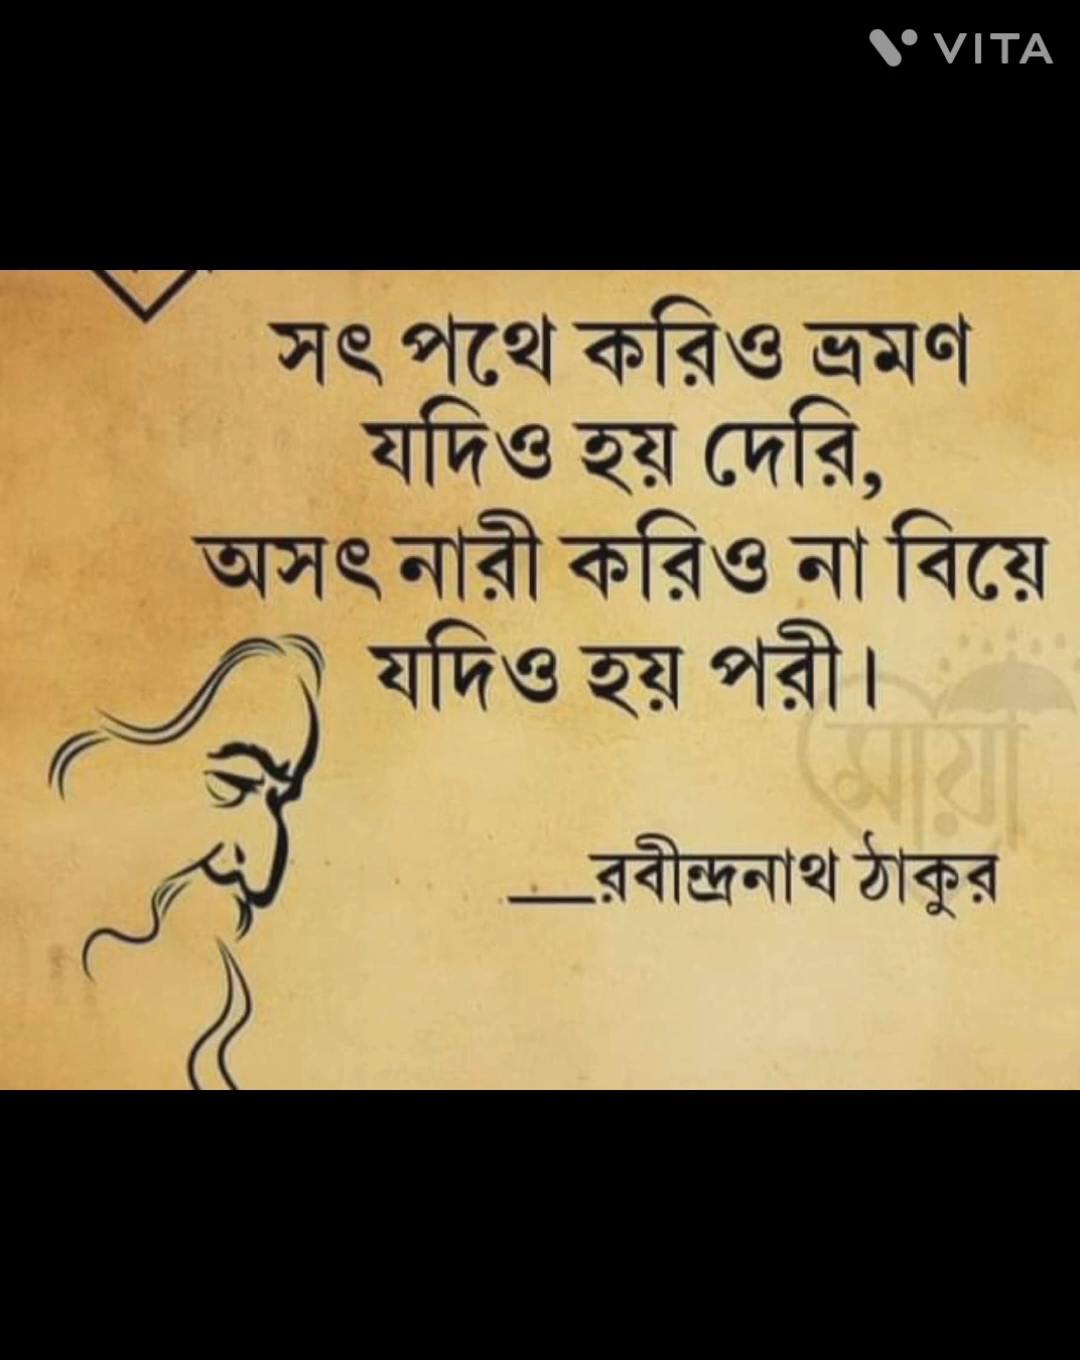 VITA
সৎ পথে করিও ভ্রমণ
যদিও হয় দেরি,
অসৎ নারী করিও না বিয়ে
যদিও হয় পরী।
মায়া
__রবীন্দ্রনাথ ঠাকুর